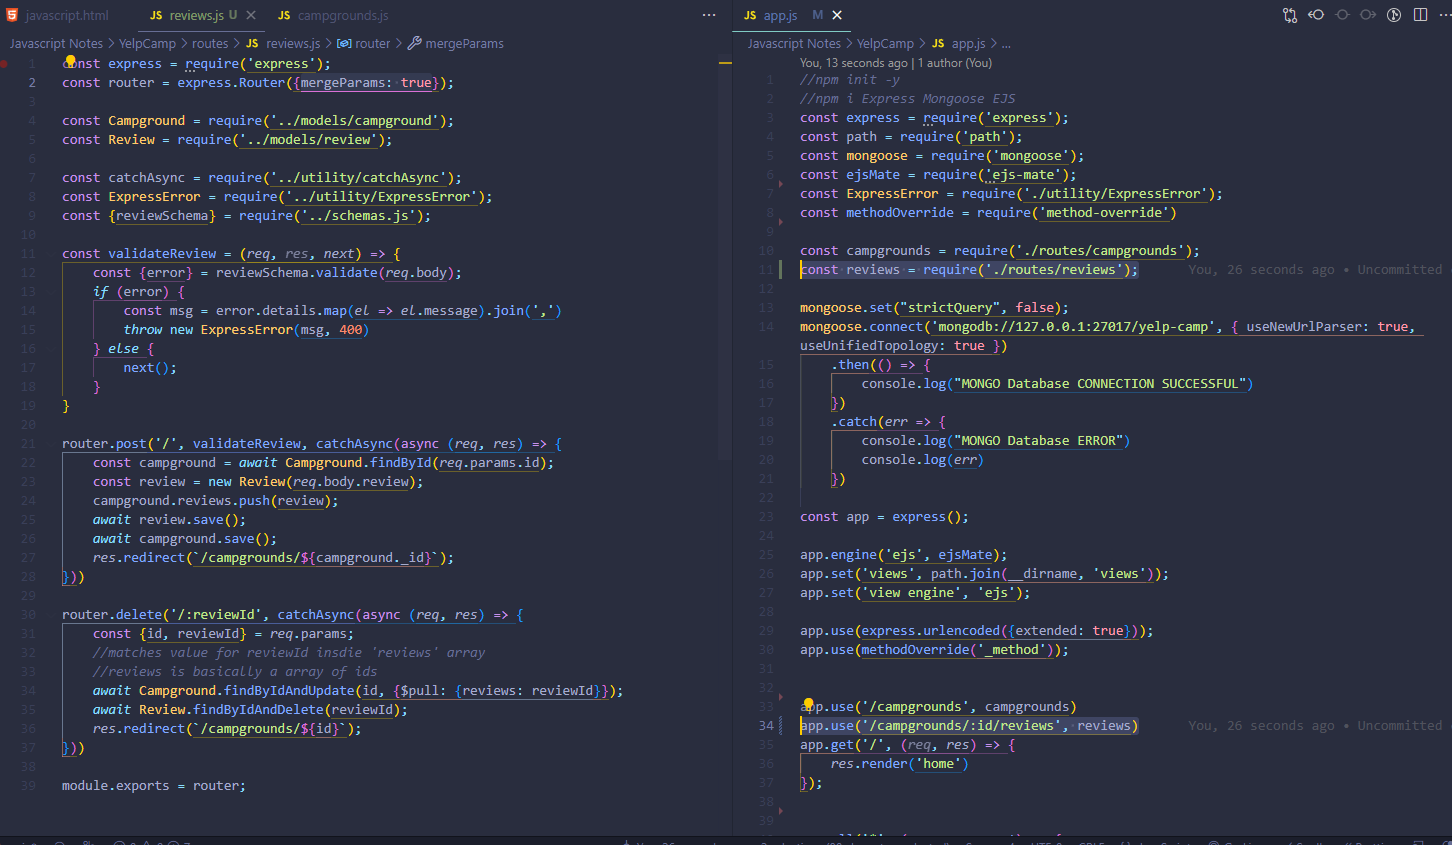 javascript.html
reviews.js U
campgrounds.js
Javascript Notes > YelpCamp > routes > JS reviews.js > router > mergeParams
1 const express = require('express');
2 const router = express.Router({mergeParams: true});
3
4 const Campground = require('../models/campground');
5 const Review = require('../models/review');
6
7 const catchAsync = require('../utility/catchAsync');
8 const ExpressError = require('../utility/ExpressError');
9 const {reviewSchema} = require('../schemas.js');
10
11 const validateReview = (req, res, next) => {
12 const {error} = reviewSchema.validate(req.body);
13 if (error) {
14 const msg = error.details.map(el => el.message).join(',')
15 throw new ExpressError(msg, 400)
16 } else {
17 next();
18 }
19 }
20
21 router.post('/', validateReview, catchAsync(async (req, res) => {
22 const campground = await Campground.findById(req.params.id);
23 const review = new Review(req.body.review);
24 campground.reviews.push(review);
25 await review.save();
26 await campground.save();
27 res.redirect(`/campgrounds/${campground._id}`);
28 }))
29
30 router.delete('/:reviewId', catchAsync(async (req, res) => {
31 const {id, reviewId} = req.params;
32 //matches value for reviewId insdie 'reviews' array
33 //reviews is basically a array of ids
34 await Campground.findByIdAndUpdate(id, {$pull: {reviews: reviewId}});
35 await Review.findByIdAndDelete(reviewId);
36 res.redirect(`/campgrounds/${id}`);
37 }))
38
39 module.exports = router;
JS app.js M
Javascript Notes > YelpCamp > JS app.js > ...
You, 13 seconds ago | 1 author (You)
1 //npm init -y
2 //npm i Express Mongoose EJS
3 const express = require('express');
4 const path = require('path');
5 const mongoose = require('mongoose');
6 const ejsMate = require('ejs-mate');
7 const ExpressError = require('./utility/ExpressError');
8 const methodOverride = require('method-override')
9
10 const campgrounds = require('./routes/campgrounds');
11 const reviews = require('./routes/reviews'); You, 26 seconds ago • Uncommitted
12
13 mongoose.set("strictQuery", false);
14 mongoose.connect('mongodb://127.0.0.1:27017/yelp-camp', { useNewUrlParser: true,
useUnifiedTopology: true })
15 .then(() => {
16 console.log("MONGO Database CONNECTION SUCCESSFUL")
17 })
18 .catch(err => {
19 console.log("MONGO Database ERROR")
20 console.log(err)
21 })
22
23 const app = express();
24
25 app.engine('ejs', ejsMate);
26 app.set('views', path.join(__dirname, 'views'));
27 app.set('view engine', 'ejs');
28
29 app.use(express.urlencoded({extended: true}));
30 app.use(methodOverride('_method'));
31
32
33 app.use('/campgrounds', campgrounds)
34 app.use('/campgrounds/:id/reviews', reviews) You, 26 seconds ago • Uncommitted
35 app.get('/', (req, res) => {
36 res.render('home')
37 });
38
39